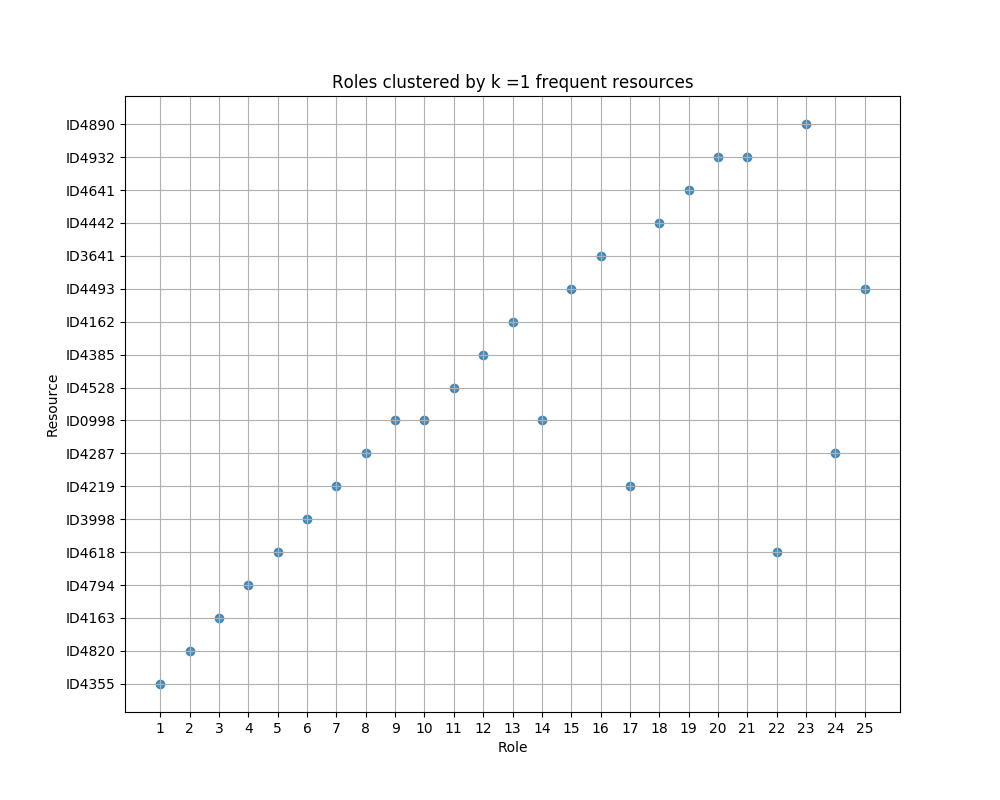 Roles clustered by k =1 frequent resources
ID4890
ID4932
ID4641
ID4442
ID3641
ID4493
ID4162
ID4385
ID4528
ID0998
ID4287
ID4219
ID3998
ID4618
ID4794
ID4163
ID4820
ID4355
Resource
1 2 3 4 5 6 7 8 9 10 11 12 13 14 15 16 17 18 19 20 21 22 23 24 25
Role